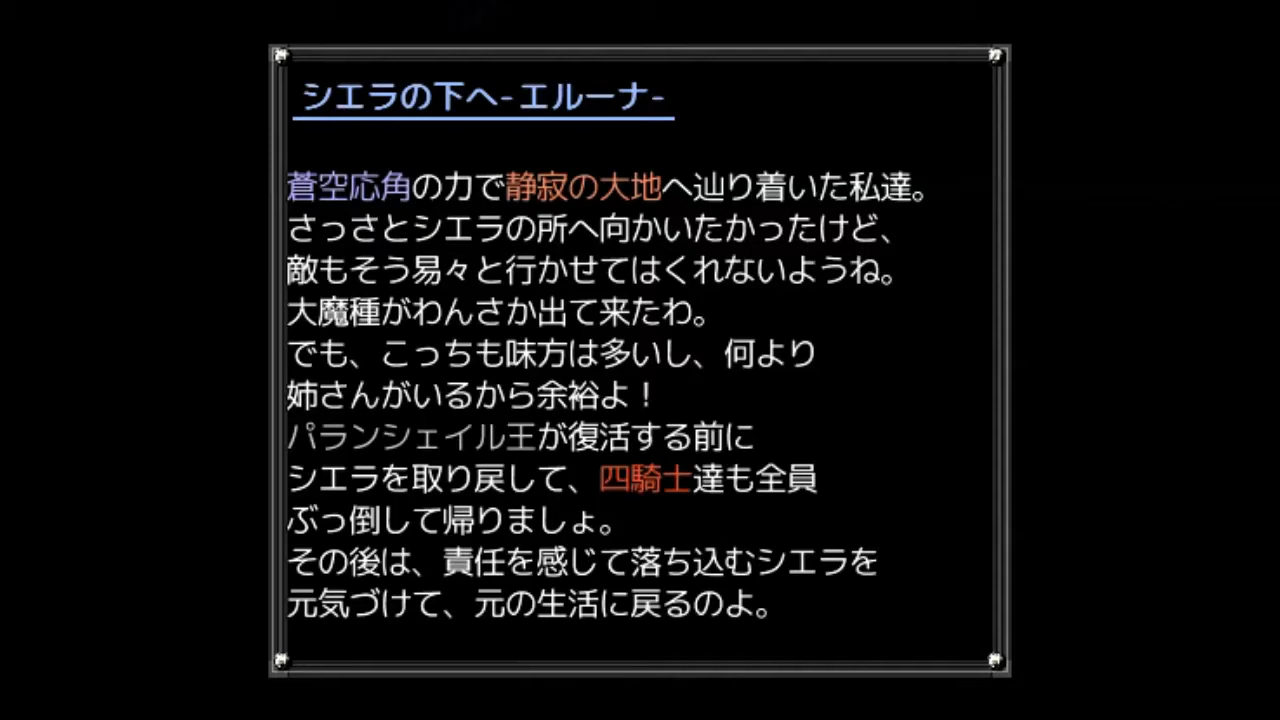 シエラの下へ-エルーナ-
蒼空応角の力で静寂の大地へ辿り着いた私達。
さっさとシエラの所へ向かいたかったけど、
敵もそう易々と行かせてはくれないようね。
大魔種がわんさか出て来たわ。
でも、こっちも味方は多いし、何より
姉さんがいるから余裕よ！
パランシェイル王が復活する前に
シエラを取り戻して、四騎士達も全員
ぶっ倒して帰りましょ。
その後は、責任を感じて落ち込むシエラを
元気づけて、元の生活に戻るのよ。